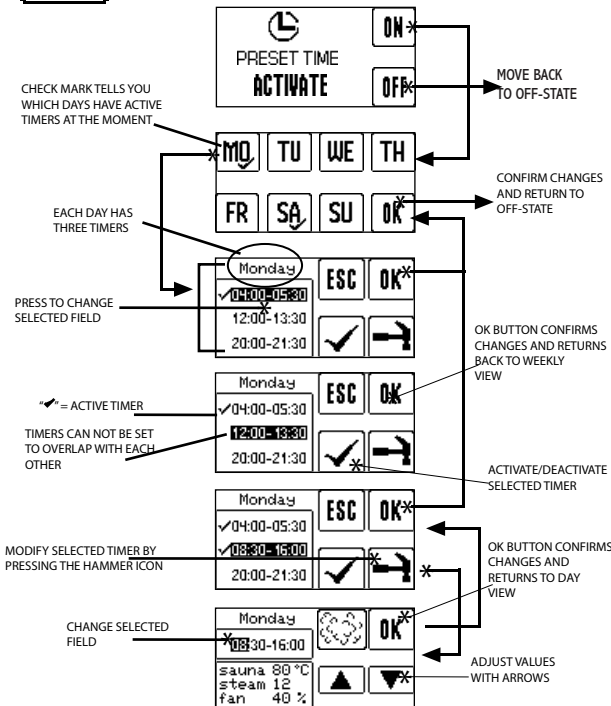 ON
PRESET TIME
ACTIVATE
OFF
MOVE BACK
TO OFF-STATE
CHECK MARK TELLS YOU
WHICH DAYS HAVE ACTIVE
TIMERS AT THE MOMENT
MO TU WE TH
FR SA SU OK
CONFIRM CHANGES
AND RETURN TO
OFF-STATE
EACH DAY HAS
THREE TIMERS
Monday
✓04:00-05:30
12:00-13:30
20:00-21:30
ESC OK
PRESS TO CHANGE
SELECTED FIELD
OK BUTTON CONFIRMS
CHANGES AND RETURNS
BACK TO WEEKLY
VIEW
Monday
✓04:00-05:30
12:00-13:30
20:00-21:30
ESC OK
"✔" = ACTIVE TIMER
TIMERS CAN NOT BE SET
TO OVERLAP WITH EACH
OTHER
ACTIVATE/DEACTIVATE
SELECTED TIMER
Monday
✓04:00-05:30
✓08:30-16:00
20:00-21:30
ESC OK
MODIFY SELECTED TIMER BY
PRESSING THE HAMMER ICON
OK BUTTON CONFIRMS
CHANGES AND
RETURNS TO DAY
VIEW
CHANGE SELECTED
FIELD
Monday
08:30-16:00
sauna 80°C
steam 12
fan 40 %
OK
ADJUST VALUES
WITH ARROWS